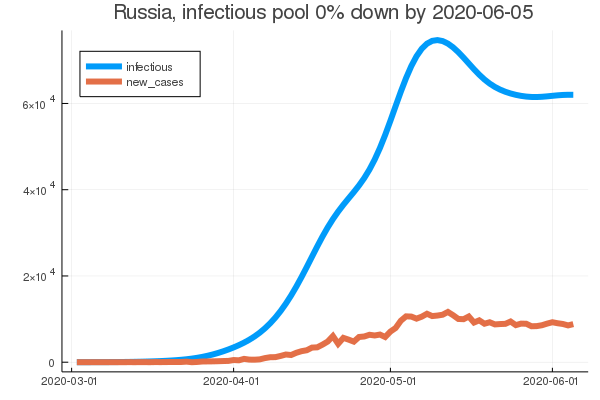 Russia, infectious pool 0% down by 2020-06-05
infectious
new_cases
6×10 4
4×10 4
2×10 4
0
2020-03-01 2020-04-01 2020-05-01 2020-06-01